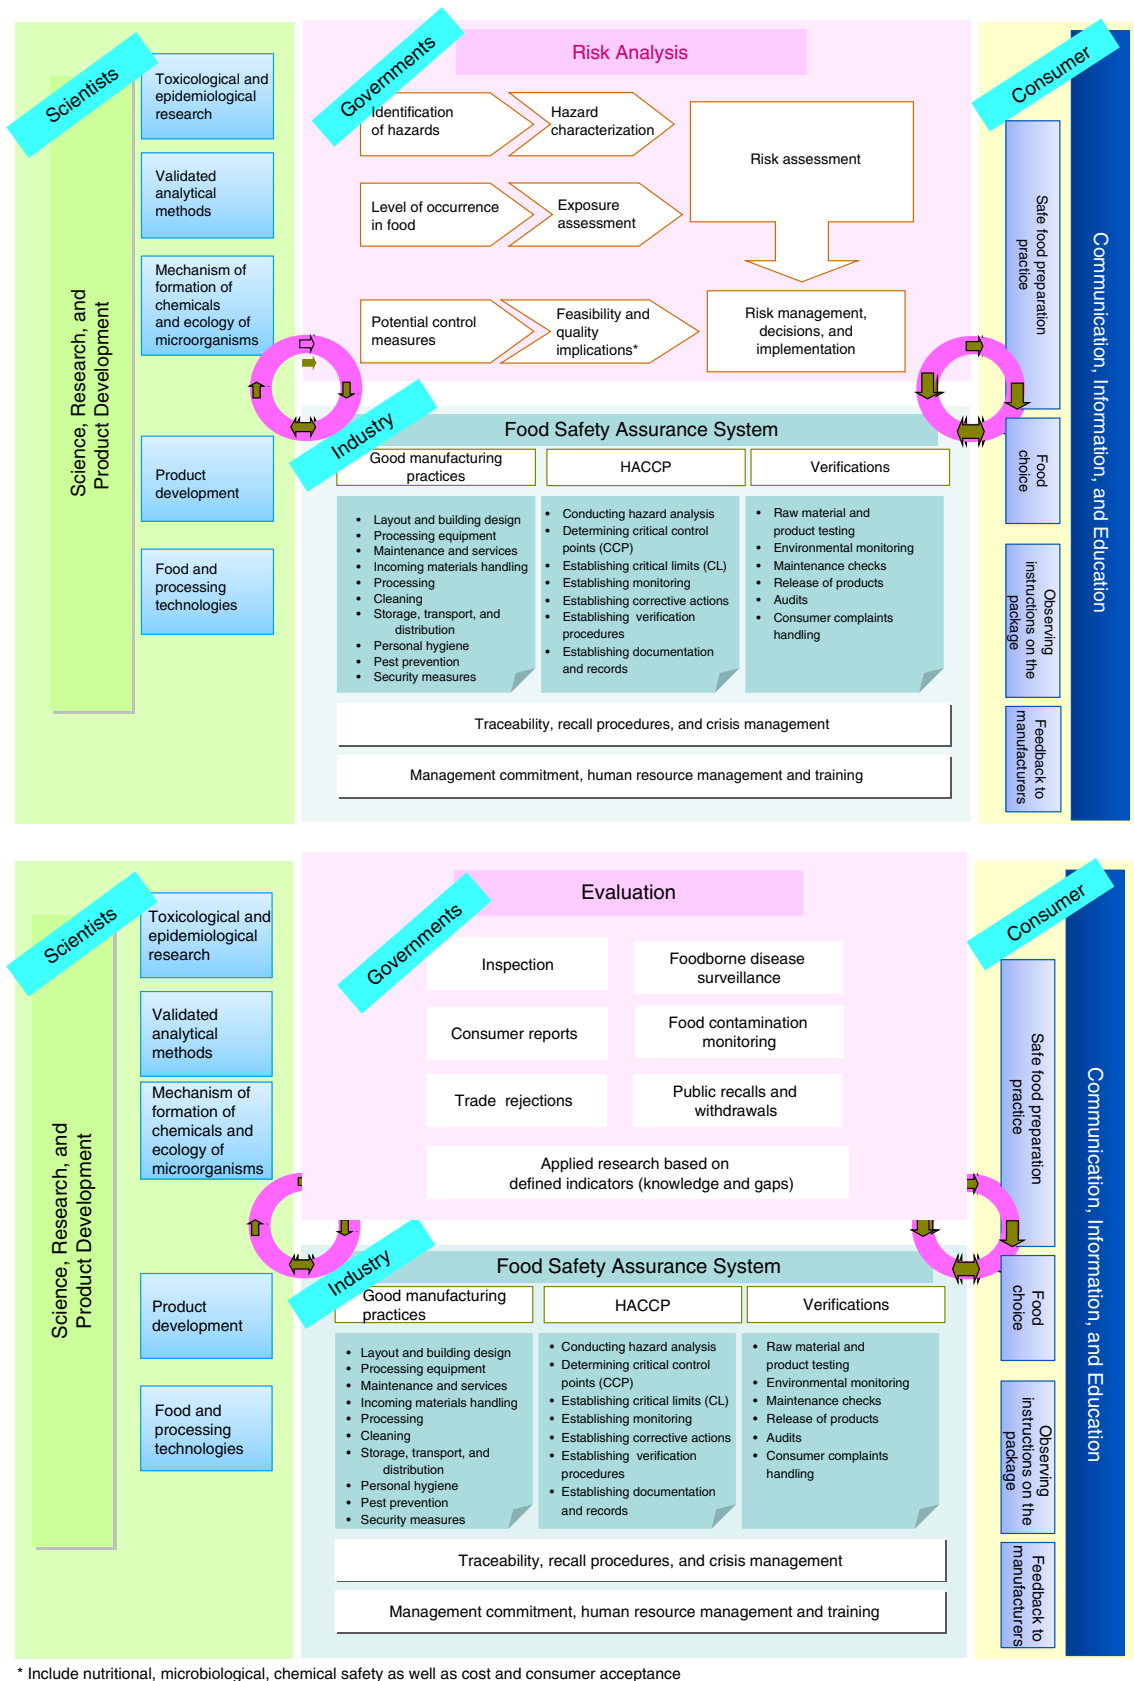 Scientists
Science, Research, and
Product Development
Toxicological and
epidemiological
research
Validated
analytical
methods
Mechanism of
formation of
chemicals
and ecology of
microorganisms
Product
development
Food and
processing
technologies
Governments
Risk Analysis
Identification
of hazards
Hazard
characterization
Level of occurrence
in food
Exposure
assessment
Risk assessment
Potential control
measures
Feasibility and
quality
implications*
Risk management,
decisions, and
implementation
Industry
Food Safety Assurance System
Good manufacturing
practices
• Layout and building design
• Processing equipment
• Maintenance and services
• Incoming materials handling
• Processing
• Cleaning
• Storage, transport, and
distribution
• Personal hygiene
• Pest prevention
• Security measures
HACCP
• Conducting hazard analysis
• Determining critical control
points (CCP)
• Establishing critical limits (CL)
• Establishing monitoring
• Establishing corrective actions
• Establishing verification
procedures
• Establishing documentation
and records
Verifications
• Raw material and
product testing
• Environmental monitoring
• Maintenance checks
• Release of products
• Audits
• Consumer complaints
handling
Traceability, recall procedures, and crisis management
Management commitment, human resource management and training
Consumer
Safe food preparation
practice
Food
choice
Observing
instructions on the
package
Feedback to
manufacturers
Communication, Information, and Education
Scientists
Science, Research, and
Product Development
Toxicological and
epidemiological
research
Validated
analytical
methods
Mechanism of
formation of
chemicals and
ecology of
microorganisms
Product
development
Food and
processing
technologies
Governments
Evaluation
Inspection
Foodborne disease
surveillance
Consumer reports
Food contamination
monitoring
Trade rejections
Public recalls and
withdrawals
Applied research based on
defined indicators (knowledge and gaps)
Industry
Food Safety Assurance System
Good manufacturing
practices
• Layout and building design
• Processing equipment
• Maintenance and services
• Incoming materials handling
• Processing
• Cleaning
• Storage, transport, and
distribution
• Personal hygiene
• Pest prevention
• Security measures
HACCP
• Conducting hazard analysis
• Determining critical control
points (CCP)
• Establishing critical limits (CL)
• Establishing monitoring
• Establishing corrective actions
• Establishing verification
procedures
• Establishing documentation
and records
Verifications
• Raw material and
product testing
• Environmental monitoring
• Maintenance checks
• Release of products
• Audits
• Consumer complaints
handling
Traceability, recall procedures, and crisis management
Management commitment, human resource management and training
Consumer
Safe food preparation
practice
Food
choice
Observing
instructions on the
package
Feedback to
manufacturers
Communication, Information, and Education
* Include nutritional, microbiological, chemical safety as well as cost and consumer acceptance